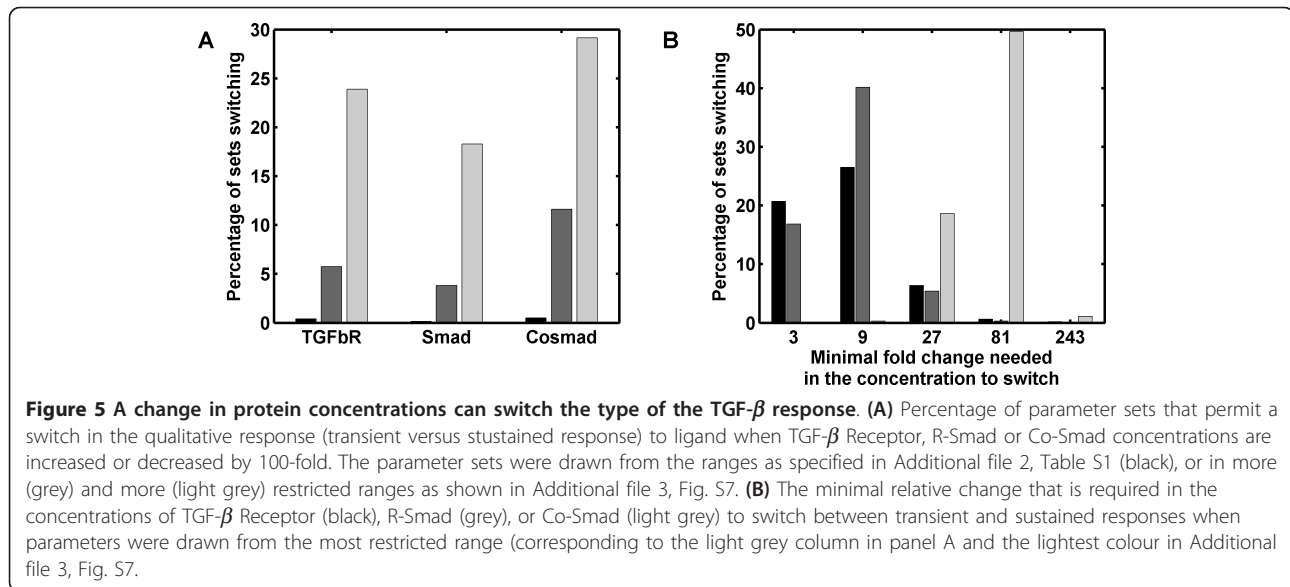 A
Percentage of sets switching
30
25
20
15
10
5
0
TGFbR Smad Cosmad
B
Percentage of sets switching
50
40
30
20
10
0
3 9 27 81 243
Minimal fold change needed
in the concentration to switch
Figure 5 A change in protein concentrations can switch the type of the TGF-β response. (A) Percentage of parameter sets that permit a
switch in the qualitative response (transient versus stustained response) to ligand when TGF-β Receptor, R-Smad or Co-Smad concentrations are
increased or decreased by 100-fold. The parameter sets were drawn from the ranges as specified in Additional file 2, Table S1 (black), or in more
(grey) and more (light grey) restricted ranges as shown in Additional file 3, Fig. S7. (B) The minimal relative change that is required in the
concentrations of TGF-β Receptor (black), R-Smad (grey), or Co-Smad (light grey) to switch between transient and sustained responses when
parameters were drawn from the most restricted range (corresponding to the light grey column in panel A and the lightest colour in Additional
file 3, Fig. S7.